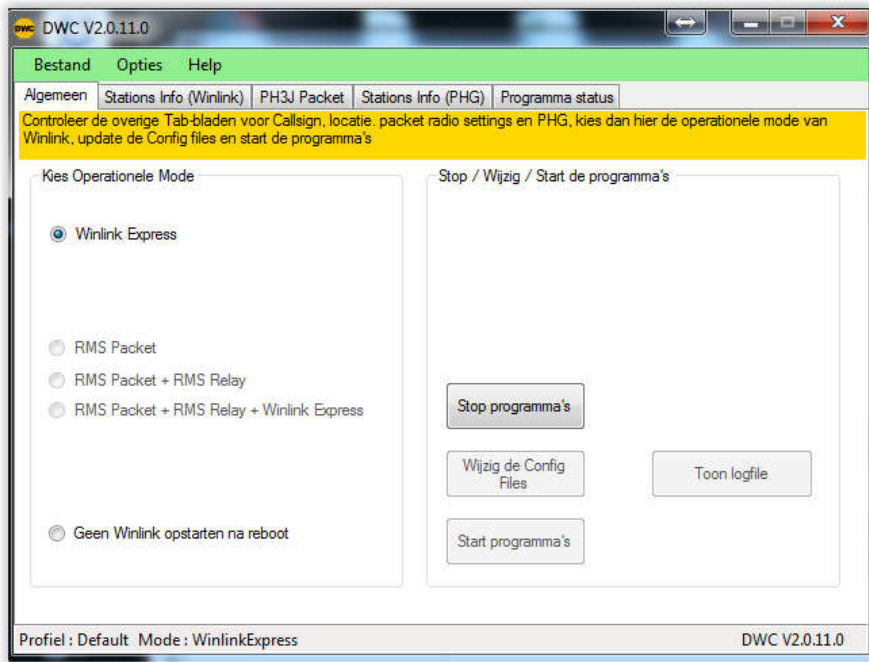 DWC V2.0.11.0
Bestand Opties Help
Algemeen Stations Info (Winlink) PH3J Packet Stations Info (PHG) Programma status
Controleer de overige Tab-bladen voor Callsign, locatie. packet radio settings en PHG, kies dan hier de operationele mode van
Winlink, update de Config files en start de programma's
Kies Operationele Mode
Winlink Express
RMS Packet
RMS Packet + RMS Relay
RMS Packet + RMS Relay + Winlink Express
Geen Winlink opstarten na reboot
Stop / Wijzig / Start de programma's
Stop programma's
Wijzig de Config
Files
Toon logfile
Start programma's
Profiel : Default Mode : WinlinkExpress
DWC V2.0.11.0